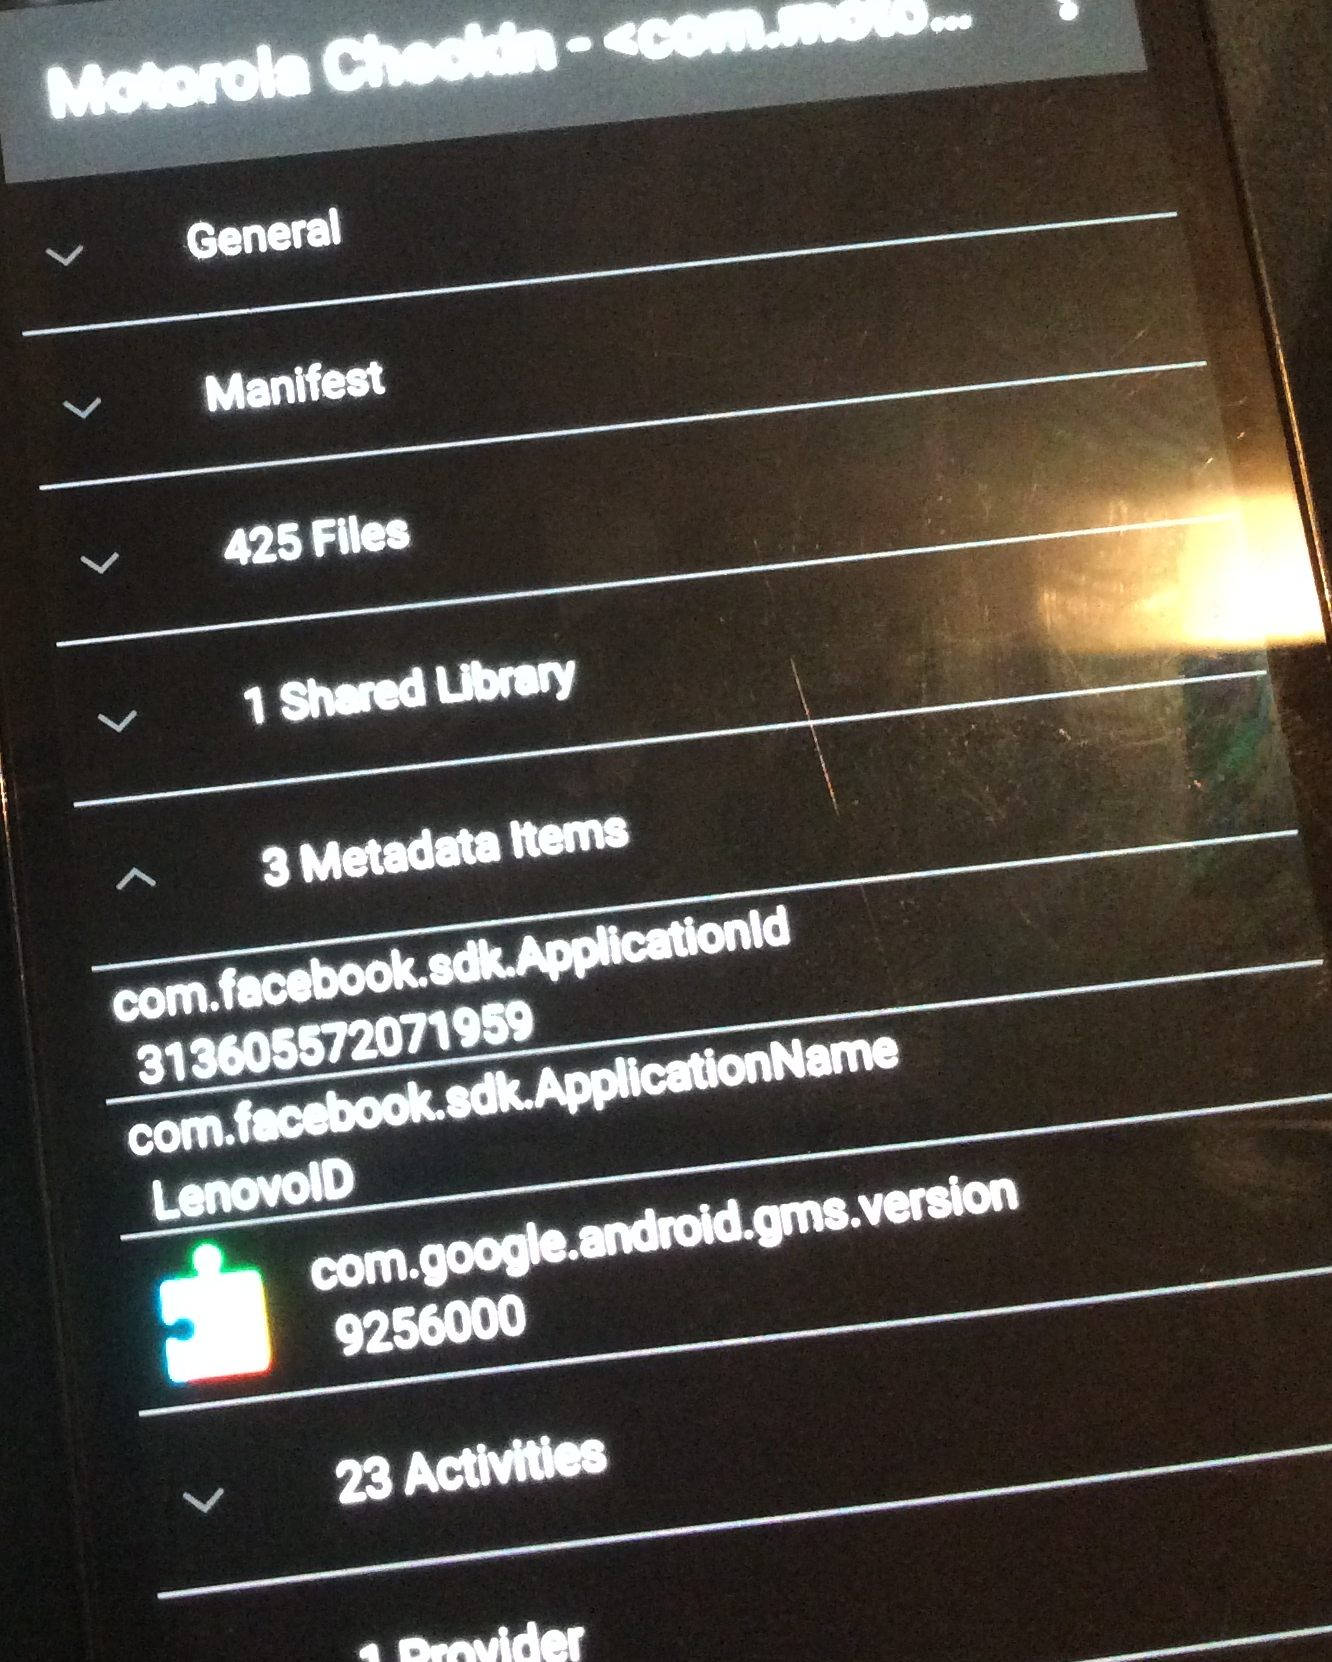 Motorola Checkin - <com.moto...
General
Manifest
425 Files
1 Shared Library
3 Metadata Items
com.facebook.sdk.ApplicationId
313605572071959
com.facebook.sdk.ApplicationName
LenovoID
com.google.android.gms.version
9256000
23 Activities
1 Provider